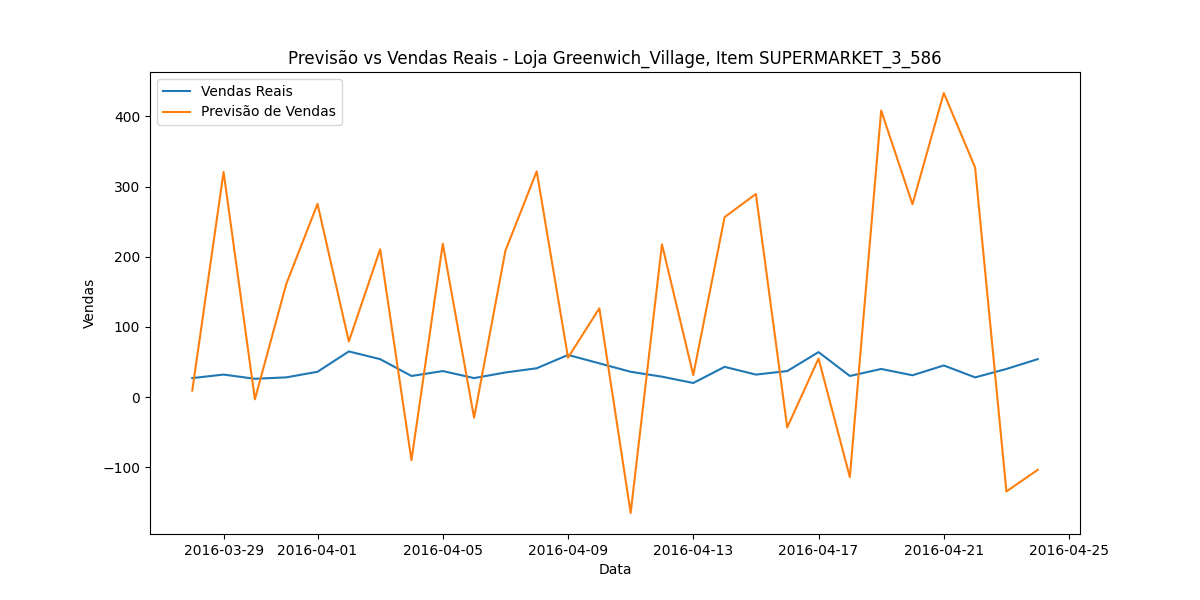 Previsão vs Vendas Reais - Loja Greenwich_Village, Item SUPERMARKET_3_586
Vendas Reais
Previsão de Vendas
400
300
200
100
0
−100
Vendas
2016-03-29 2016-04-01 2016-04-05 2016-04-09 2016-04-13 2016-04-17 2016-04-21 2016-04-25
Data